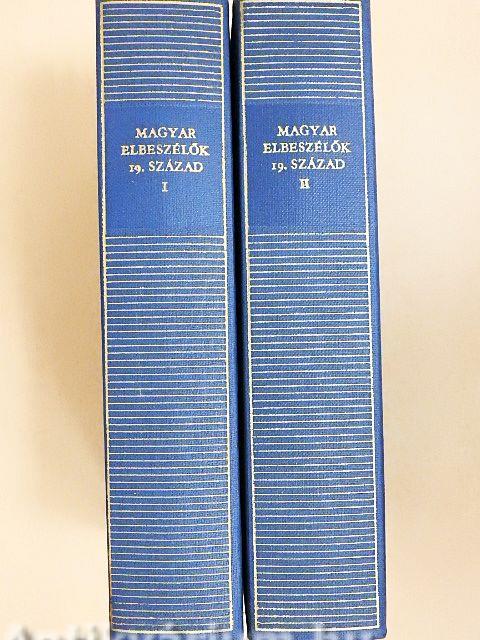 MAGYAR
ELBESZÉLŐK
19. SZÁZAD
I
MAGYAR
ELBESZÉLŐK
19. SZÁZAD
II